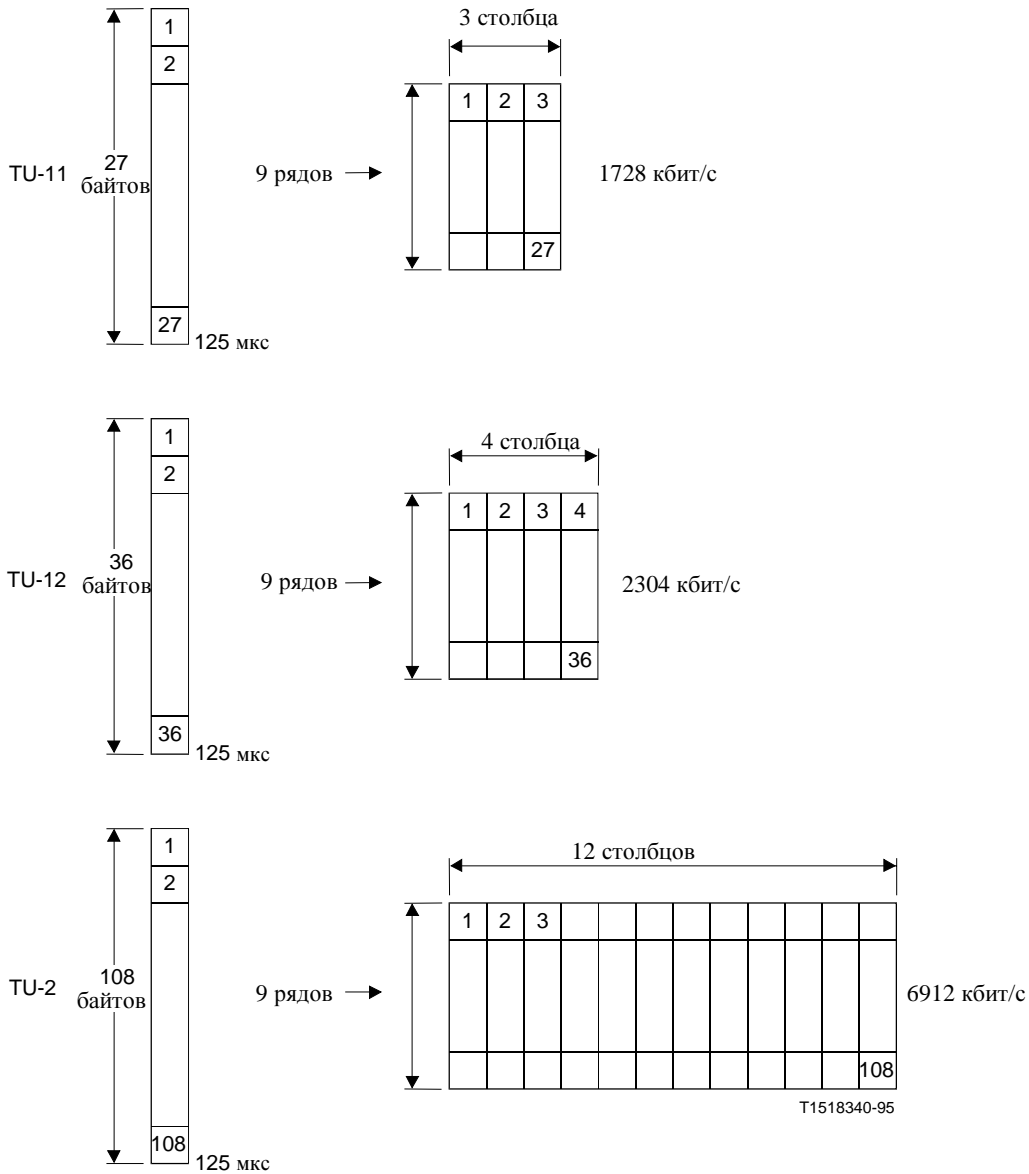 3 столбца
1
2
1 2 3
TU-11
27
байтов
9 рядов
1728 кбит/с
27
27
125 мкс
4 столбца
1
2
1 2 3 4
TU-12
36
байтов
9 рядов
2304 кбит/с
36
36
125 мкс
12 столбцов
1
2
1 2 3
TU-2
108
байтов
9 рядов
6912 кбит/с
108
T1518340-95
108
125 мкс